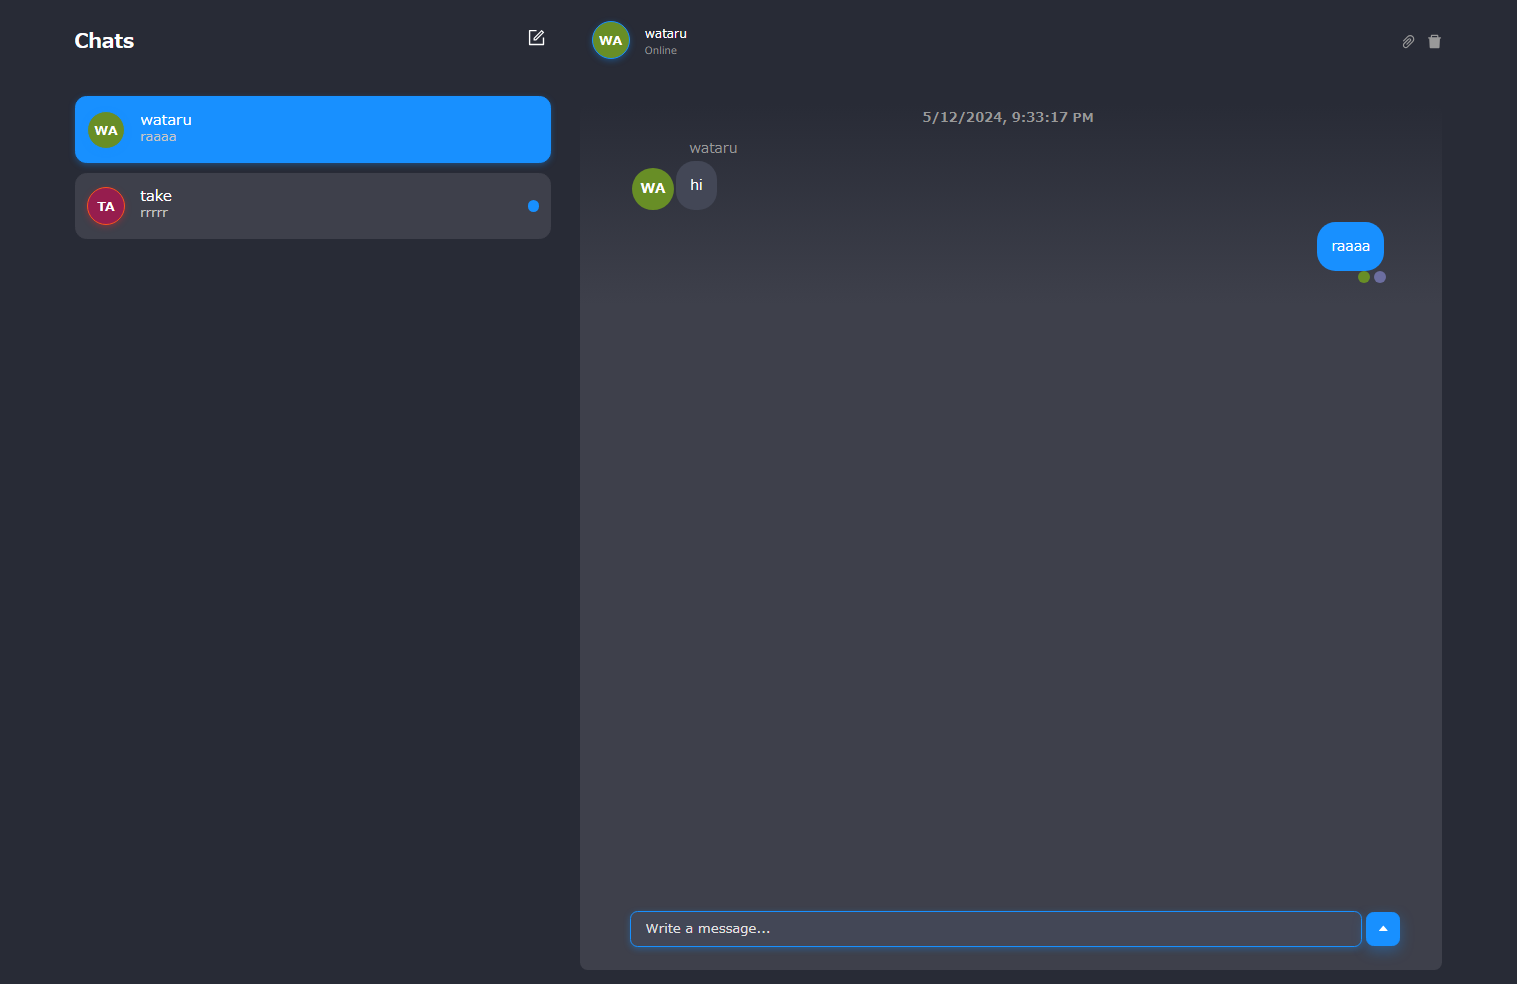 Chats
WA
wataru
raaaa
TA
take
rrrrr
WA
wataru
Online
5/12/2024, 9:33:17 PM
wataru
WA
hi
raaaa
Write a message...